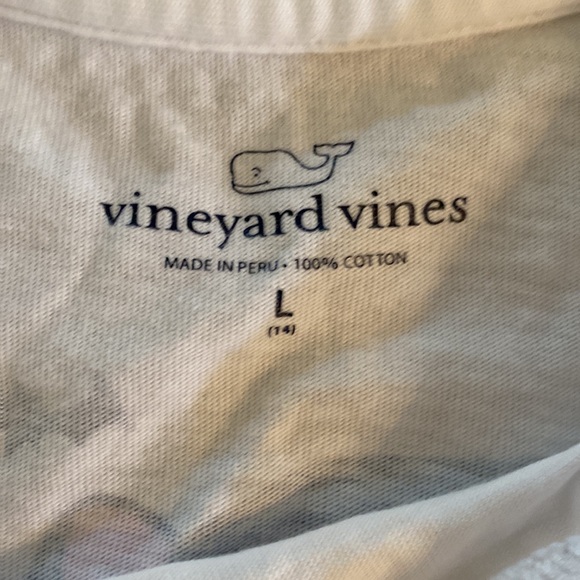 vineyard vines
MADE IN PERU • 100% COTTON
L
(14)